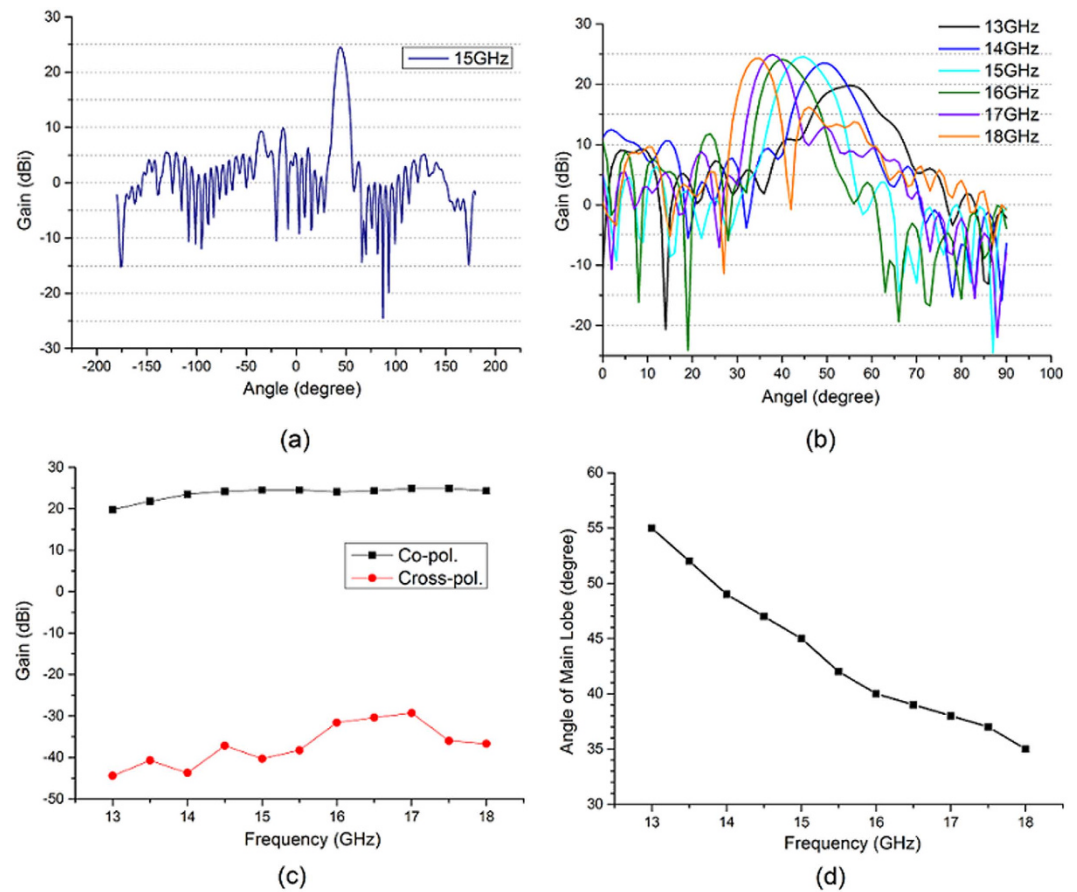 30
20
10
0
-10
-20
-30
Gain (dBi)
15GHz
-200 -150 -100 -50 0 50 100 150 200
Angle (degree)
(a)
30
20
10
0
-10
-20
Gain (dBi)
13GHz
14GHz
15GHz
16GHz
17GHz
18GHz
0 10 20 30 40 50 60 70 80 90 100
Angel (degree)
(b)
30
20
10
0
-10
-20
-30
-40
-50
Gain (dBi)
Co-pol.
Cross-pol.
13 14 15 16 17 18
Frequency (GHz)
(c)
60
55
50
45
40
35
30
Angle of Main Lobe (degree)
13 14 15 16 17 18
Frequency (GHz)
(d)